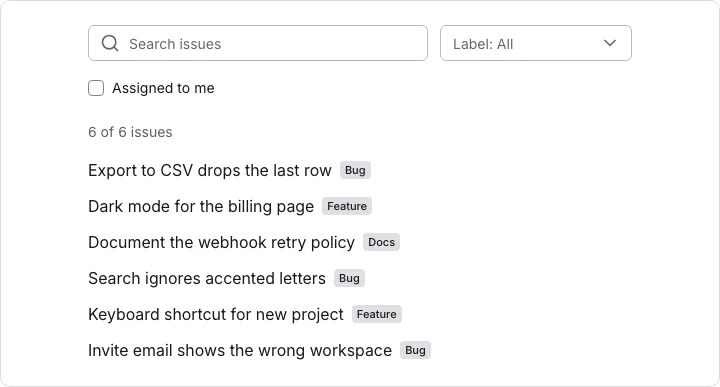 Search issues
Label: All
Assigned to me
6 of 6 issues
Export to CSV drops the last row Bug
Dark mode for the billing page Feature
Document the webhook retry policy Docs
Search ignores accented letters Bug
Keyboard shortcut for new project Feature
Invite email shows the wrong workspace Bug